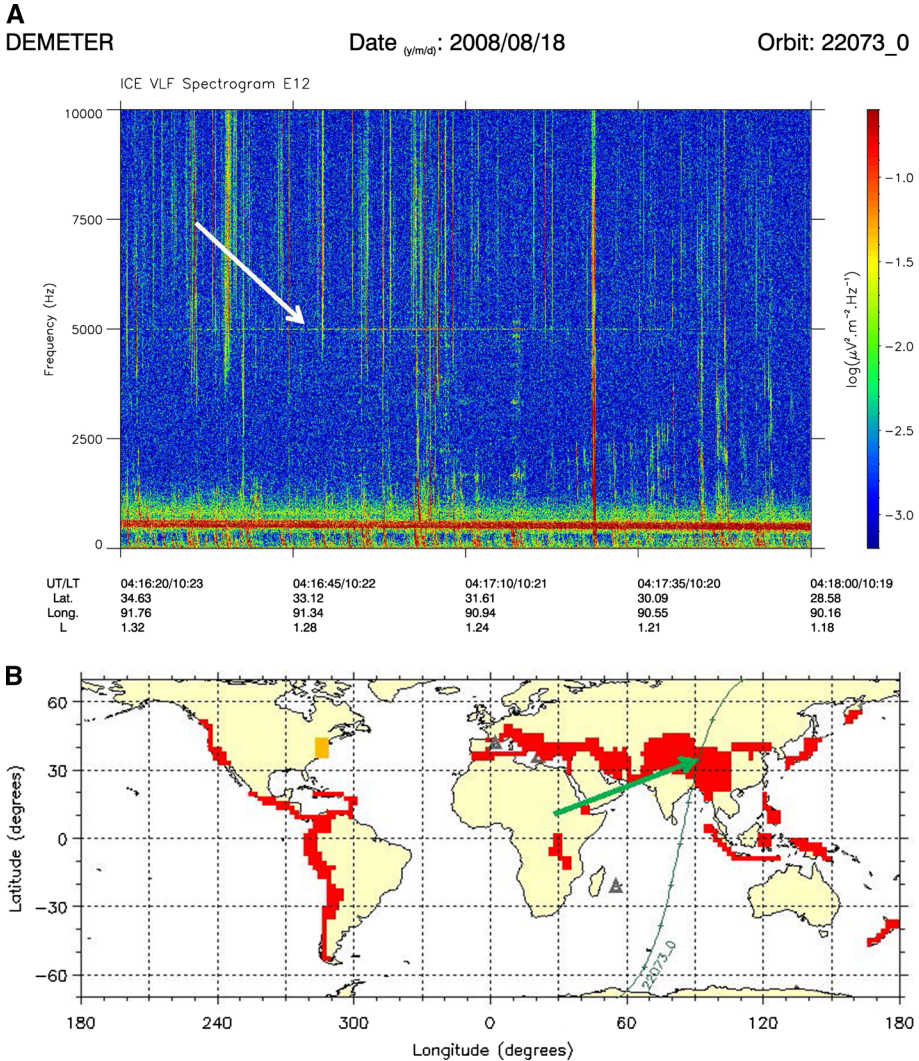 A
DEMETER Date (y/m/d): 2008/08/18 Orbit: 22073_0
ICE VLF Spectrogram E12
10000
7500
5000
2500
0
Frequency (Hz)
-1.0
-1.5
-2.0
-2.5
-3.0
log(μV².m⁻².Hz⁻¹)
UT/LT 04:16:20/10:23 04:16:45/10:22 04:17:10/10:21 04:17:35/10:20 04:18:00/10:19
Lat. 34.63 33.12 31.61 30.09 28.58
Long. 91.76 91.34 90.94 90.55 90.16
L 1.32 1.28 1.24 1.21 1.18
B
60
30
0
-30
-60
Latitude (degrees)
22073_0
180 240 300 0 60 120 180
Longitude (degrees)